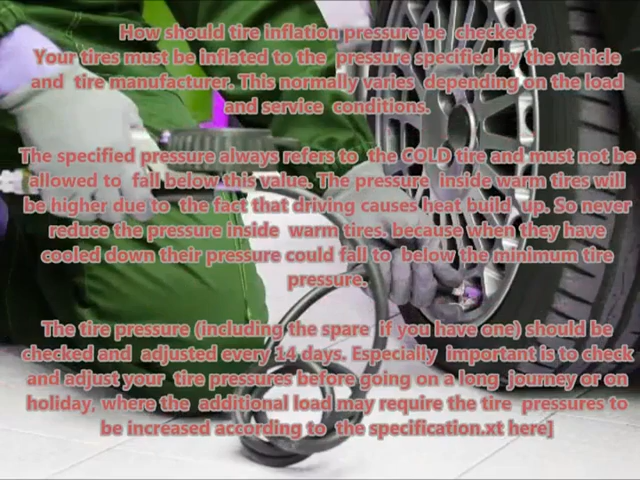 How should tire inflation pressure be checked?
Your tires must be inflated to the pressure specified by the vehicle
and tire manufacturer. This normally varies depending on the load
and service conditions.
The specified pressure always refers to the COLD tire and must not be
allowed to fall below this value. The pressure inside warm tires will
be higher due to the fact that driving causes heat build up. So never
reduce the pressure inside warm tires. because when they have
cooled down their pressure could fall to below the minimum tire
pressure.
The tire pressure (including the spare if you have one) should be
checked and adjusted every 14 days. Especially important is to check
and adjust your tire pressures before going on a long journey or on
holiday, where the additional load may require the tire pressures to
be increased according to the specification.xt here]